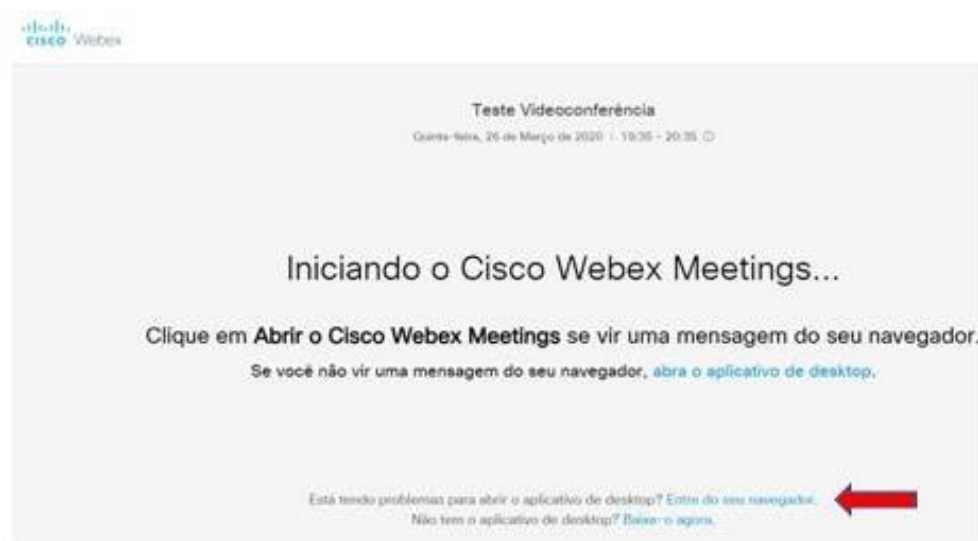 CISCO Webex
Teste Videoconferência
Quinta-feira, 26 de Março de 2020 | 19:35 - 20:35
Iniciando o Cisco Webex Meetings...
Clique em Abrir o Cisco Webex Meetings se vir uma mensagem do seu navegador.
Se você não vir uma mensagem do seu navegador, abra o aplicativo de desktop.
Está tendo problemas para abrir o aplicativo de desktop? Entre do seu navegador.
Não tem o aplicativo de desktop? Baixe-o agora.